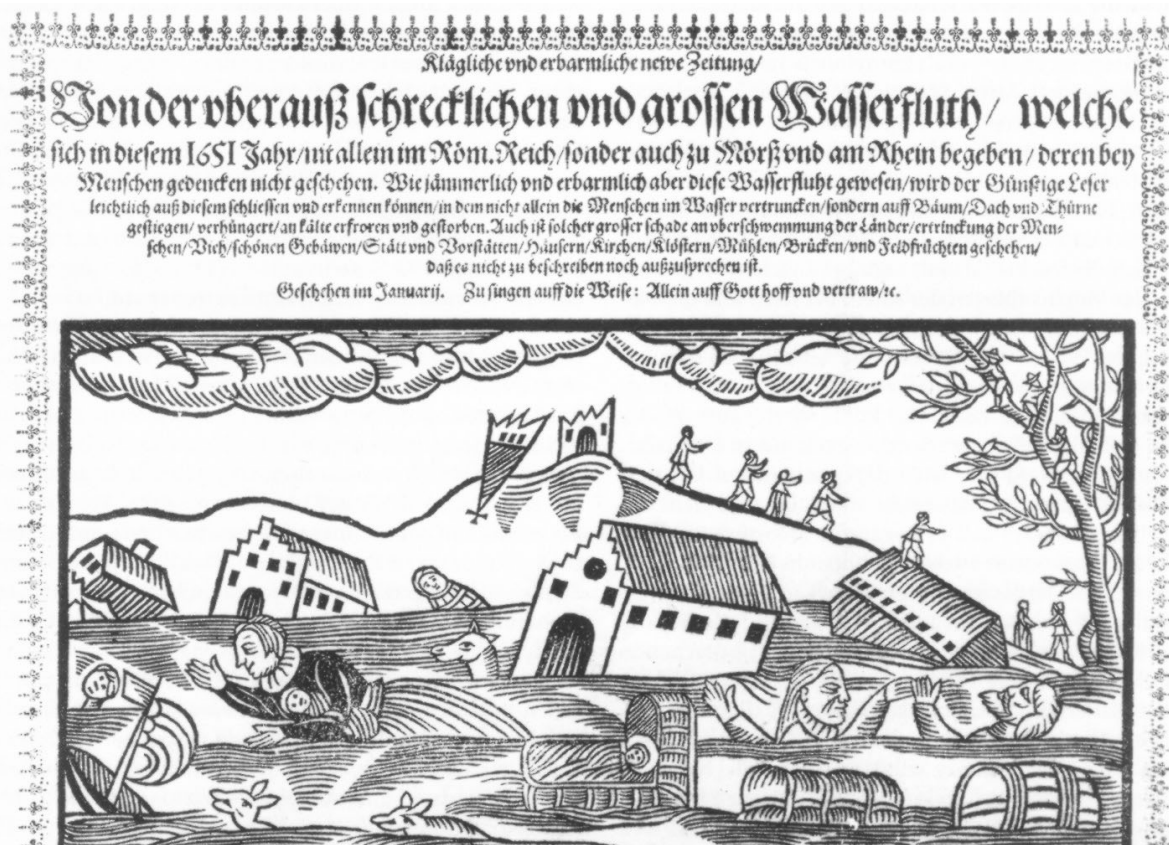 Klägliche vnd erbarmliche newe Zeitung/
Von der vberauß schrecklichen vnd grossen Wasserfluth/ welche
sich in diesem 1651 Jahr/nit allein im Röm. Reich/sonder auch zu Mörß vnd am Rhein begeben/deren bey
Menschen gedencken nicht geschehen. Wie jämmerlich vnd erbarmlich aber diese Wasserfluht gewesen/wird der Günstige Leser
leichtlich auß diesem schliessen vnd erkennen können/in dem nicht allein die Menschen im Wasser vertruncken/sondern auff Bäum/Dach vnd Thürne
gestiegen/verhüngert/an kälte erfroren vnd gestorben. Auch ist solcher grosser schade an vberschwemmung der Länder/ertrinckung der Men-
schen/Vieh/schönen Gebäwen/Stätt vnd Vorstätten/Häusern/Kirchen/Klöstern/Mühlen/Brücken/vnd Feldfrüchten geschehen/
daß es nicht zu beschreiben noch außzusprechen ist.
Geschehen im Januarij. Zu singen auff die Weise: Allein auff Gott hoff vnd vertraw/ꝛc.